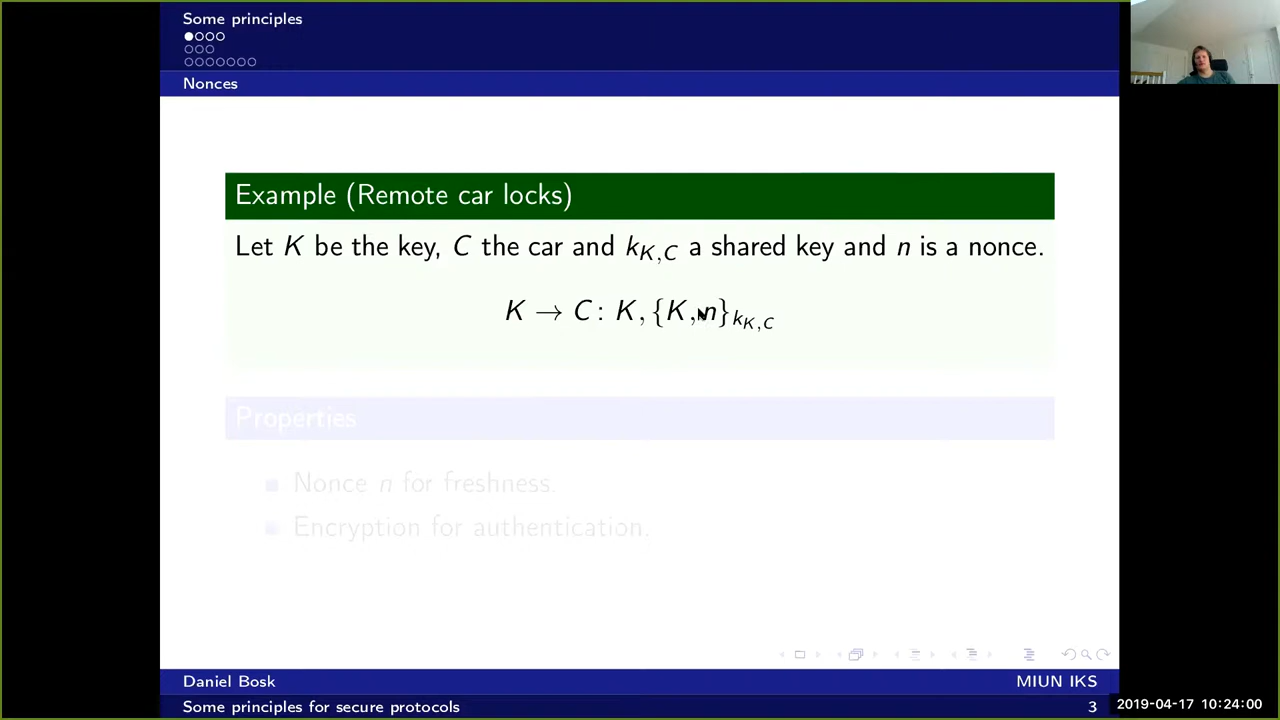 Some principles
Nonces
Example (Remote car locks)
Let K be the key, C the car and k_{K,C} a shared key and n is a nonce.
K → C : K, {K, n}_{k_{K,C}}
Properties
Nonce n for freshness.
Encryption for authentication.
Daniel Bosk
MIUN IKS
Some principles for secure protocols
3
2019-04-17 10:24:00